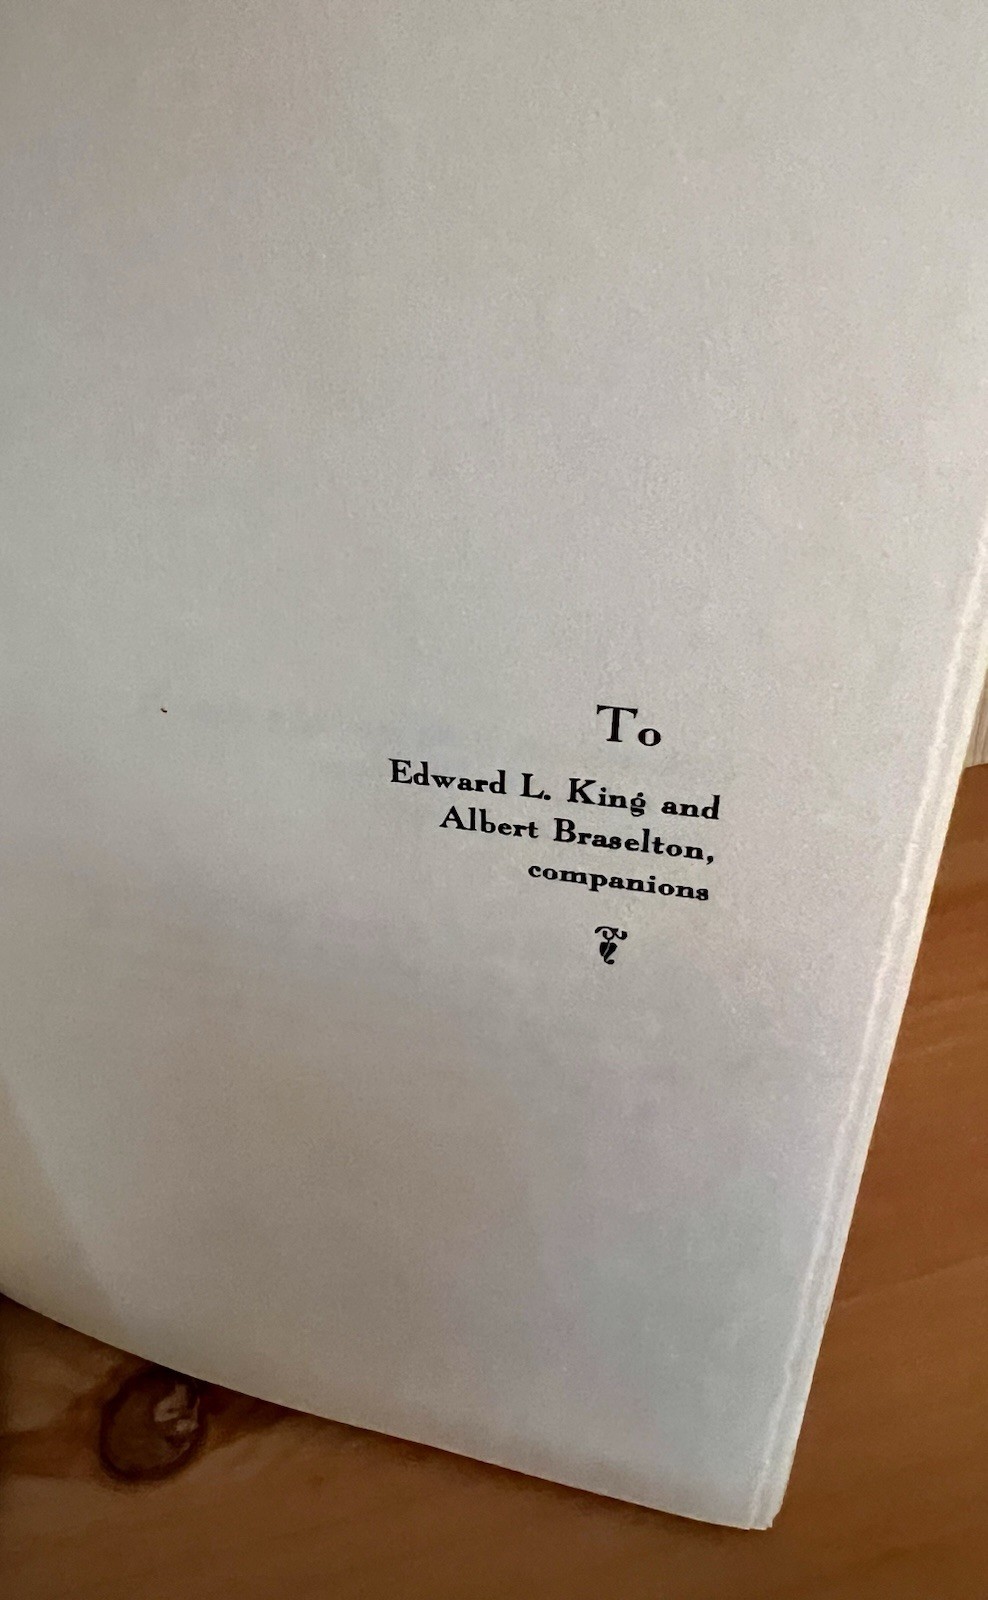 To
Edward L. King and
Albert Braselton,
companions